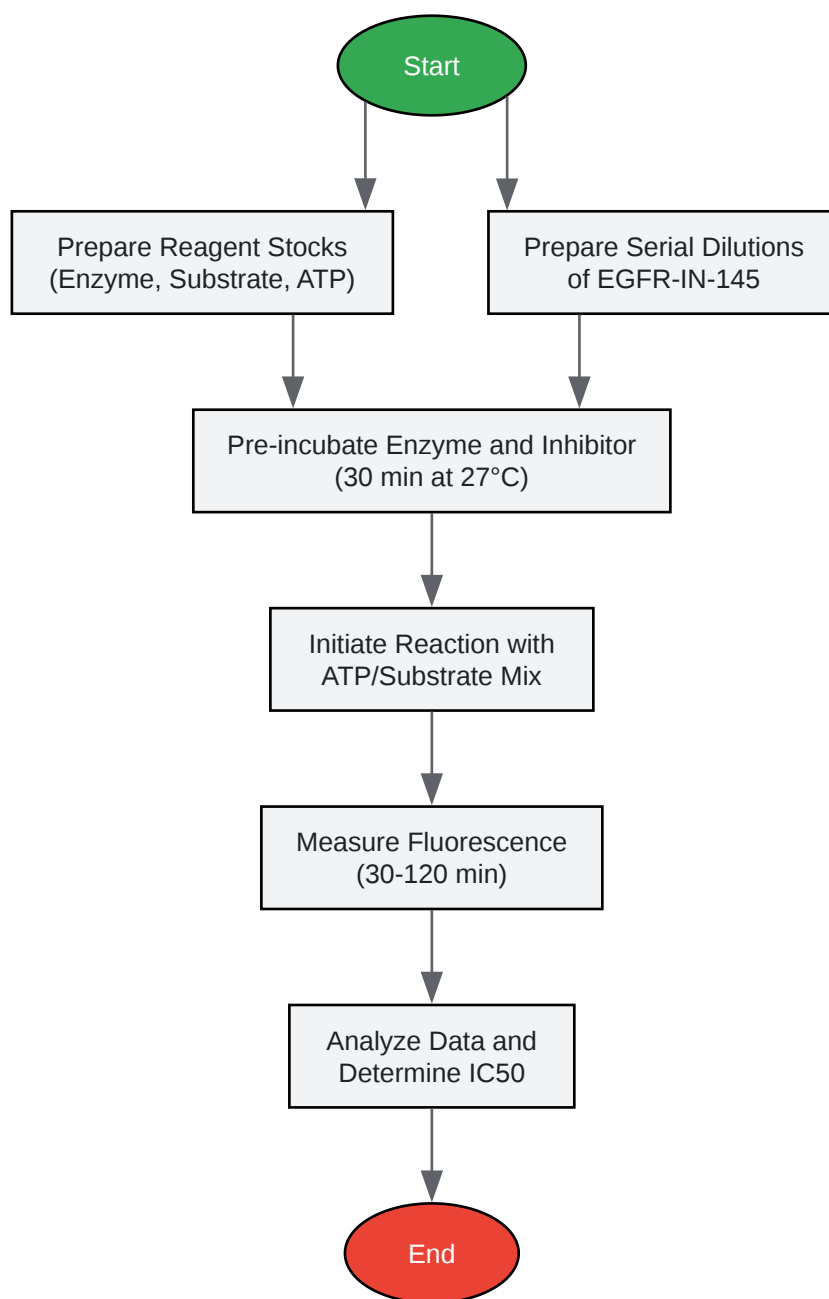 Start
Prepare Reagent Stocks
(Enzyme, Substrate, ATP)
Prepare Serial Dilutions
of EGFR-IN-145
Pre-incubate Enzyme and Inhibitor
(30 min at 27°C)
Initiate Reaction with
ATP/Substrate Mix
Measure Fluorescence
(30-120 min)
Analyze Data and
Determine IC50
End